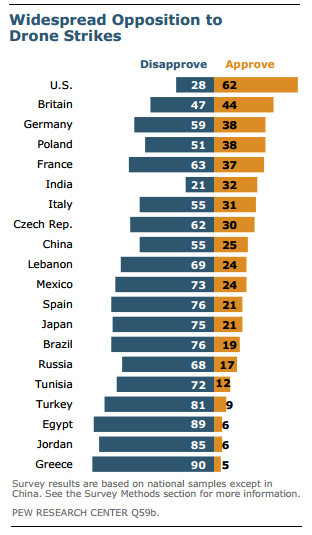 Widespread Opposition to
Drone Strikes
Disapprove Approve
U.S. 28 62
Britain 47 44
Germany 59 38
Poland 51 38
France 63 37
India 21 32
Italy 55 31
Czech Rep. 62 30
China 55 25
Lebanon 69 24
Mexico 73 24
Spain 76 21
Japan 75 21
Brazil 76 19
Russia 68 17
Tunisia 72 12
Turkey 81 9
Egypt 89 6
Jordan 85 6
Greece 90 5
Survey results are based on national samples except in
China. See the Survey Methods section for more information.
PEW RESEARCH CENTER Q59b.